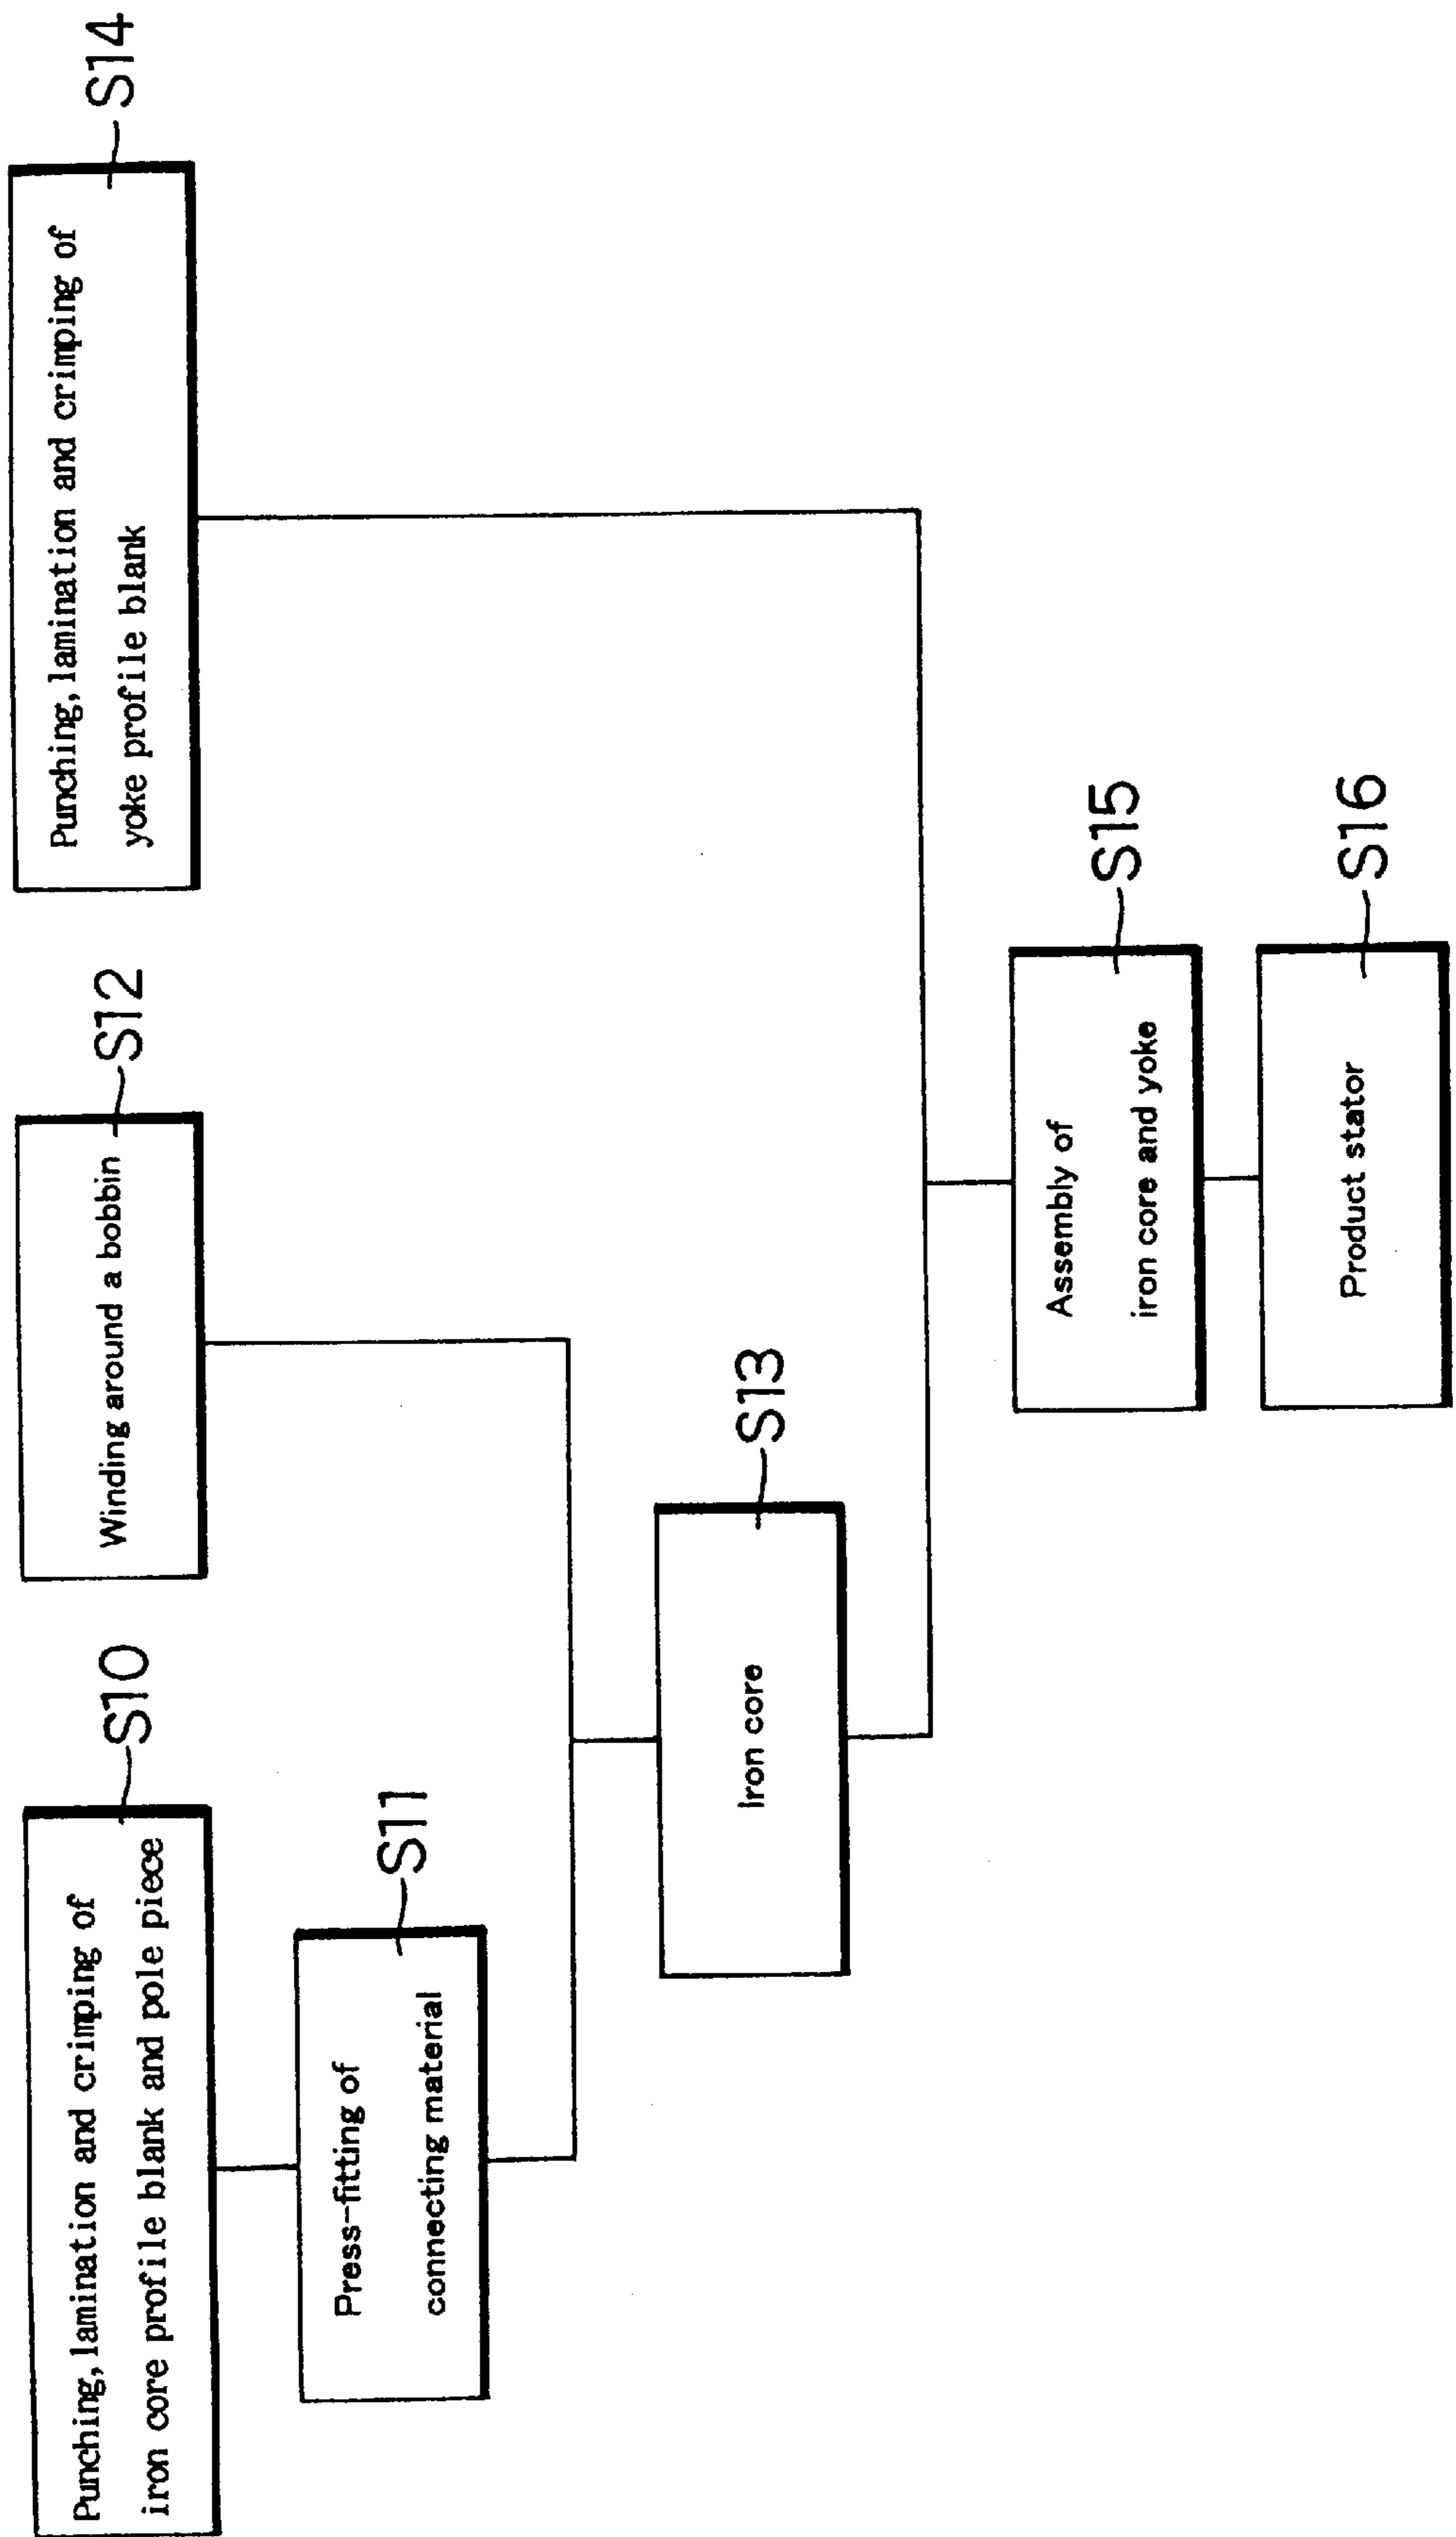 Punching, lamination and crimping of
iron core profile blank and pole piece
S10
Press-fitting of
connecting material
S11
Winding around a bobbin
S12
Iron core
S13
Punching, lamination and crimping of
yoke profile blank
S14
Assembly of
iron core and yoke
S15
Product stator
S16